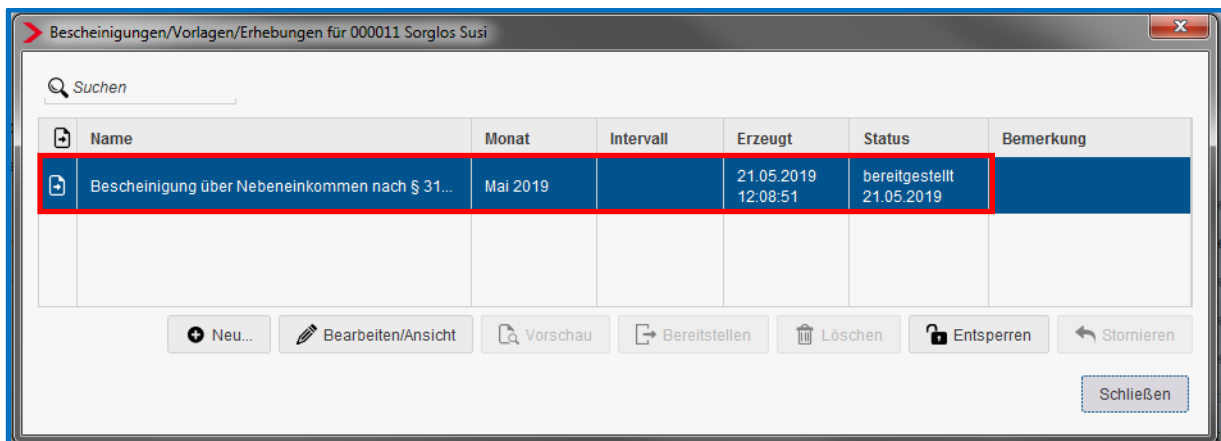 Bescheinigungen/Vorlagen/Erhebungen für 000011 Sorglos Susi
Suchen
Name Monat Intervall Erzeugt Status Bemerkung
Bescheinigung über Nebeneinkommen nach § 31... Mai 2019 21.05.2019 bereitgestellt
12:08:51 21.05.2019
Neu... Bearbeiten/Ansicht Vorschau Bereitstellen Löschen Entsperren Stornieren
Schließen